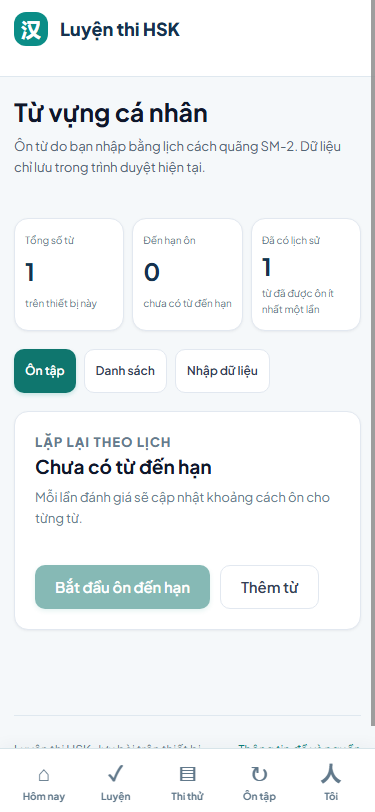 汉 Luyện thi HSK
Từ vựng cá nhân
Ôn từ do bạn nhập bằng lịch cách quãng SM-2. Dữ liệu
chỉ lưu trong trình duyệt hiện tại.
Tổng số từ
1
trên thiết bị này
Đến hạn ôn
0
chưa có từ đến hạn
Đã có lịch sử
1
từ đã được ôn ít
nhất một lần
Ôn tập
Danh sách
Nhập dữ liệu
LẶP LẠI THEO LỊCH
Chưa có từ đến hạn
Mỗi lần đánh giá sẽ cập nhật khoảng cách ôn cho
từng từ.
Bắt đầu ôn đến hạn
Thêm từ
Hôm nay
Luyện
Thi thử
Ôn tập
人
Tôi